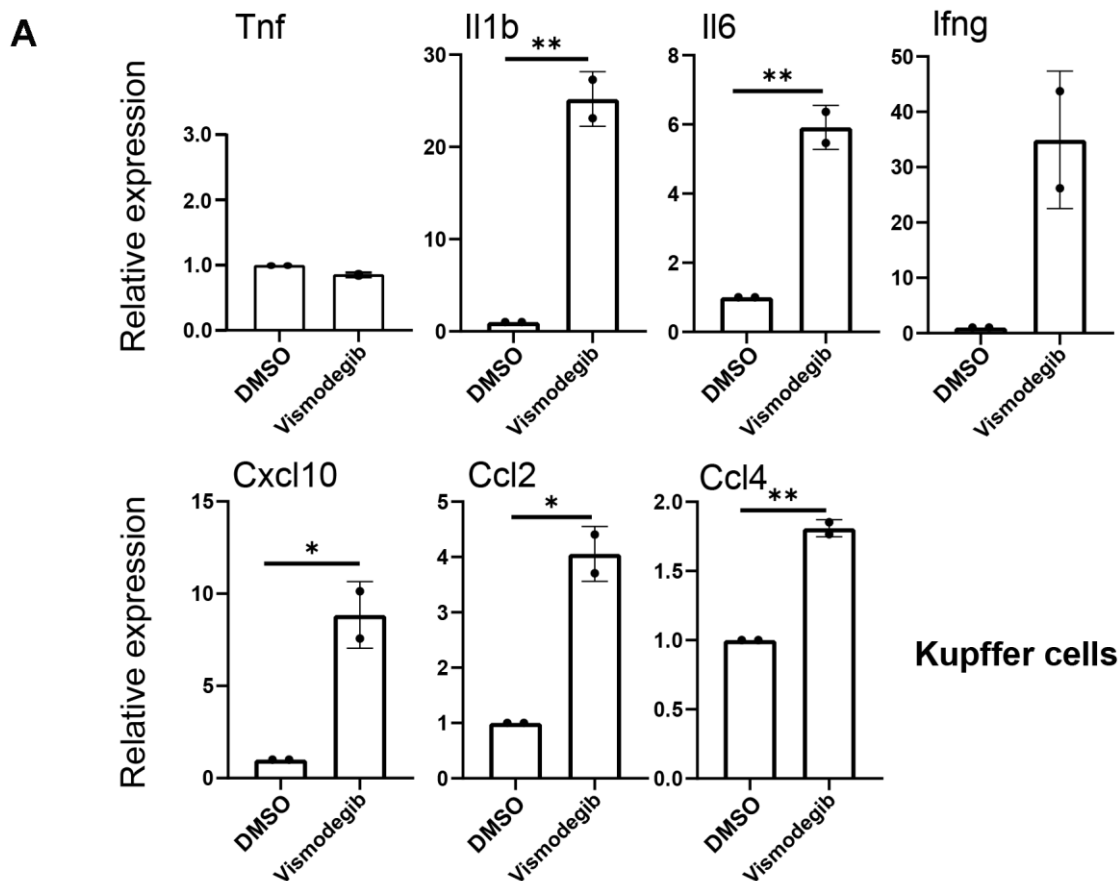 A
Tnf
Il1b
Il6
Ifng
Relative expression
3.0
2.0
1.0
0.0
DMSO
Vismodegib
**
30
20
10
0
DMSO
Vismodegib
**
8
6
4
2
0
DMSO
Vismodegib
50
40
30
20
10
0
DMSO
Vismodegib
Cxcl10
Ccl2
Ccl4
Relative expression
*
15
10
5
0
DMSO
Vismodegib
*
5
4
3
2
1
0
DMSO
Vismodegib
**
2.0
1.5
1.0
0.5
0.0
DMSO
Vismodegib
Kupffer cells